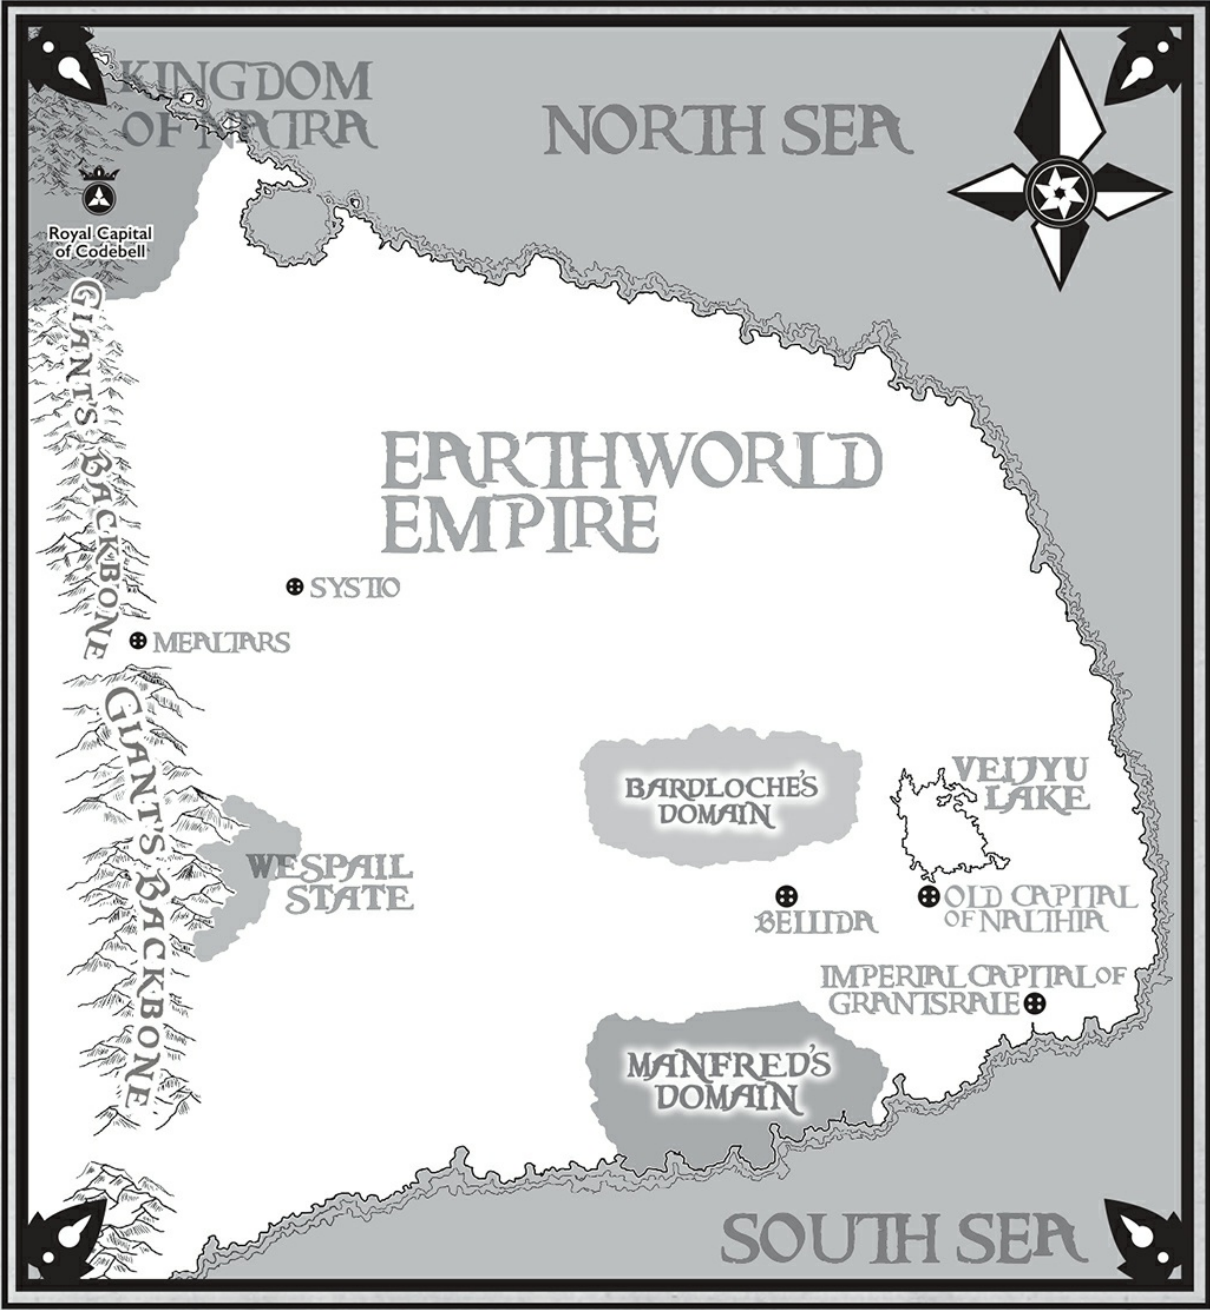 KINGDOM
OF NATRA
NORTH SEA
Royal Capital
of Codebell
GIANT'S BACKBONE
EARTHWORLD
EMPIRE
SYSTIO
MEALTARS
GIANT'S BACKBONE
BARDLOCHE'S
DOMAIN
VEIJYU
LAKE
WESPAIL
STATE
BELLIDA
OLD CAPITAL
OF NALTHIA
IMPERIAL CAPITAL OF
GRANTSRALE
MANFRED'S
DOMAIN
SOUTH SEA